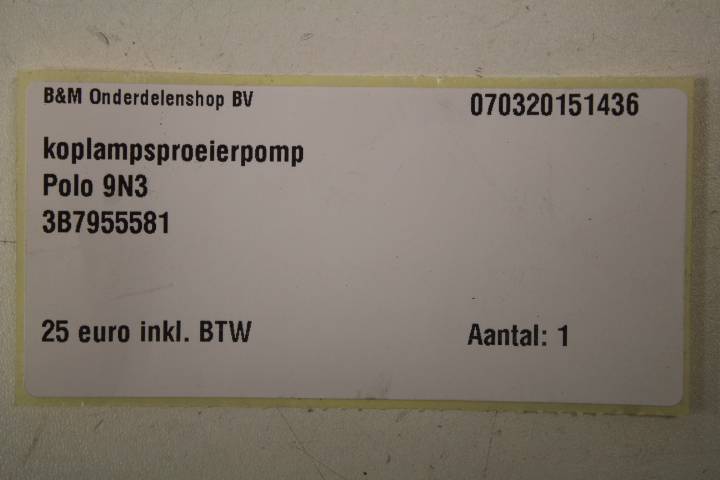 B&M Onderdelenshop BV 070320151436
koplampsproeierpomp
Polo 9N3
3B7955581
25 euro inkl. BTW Aantal: 1